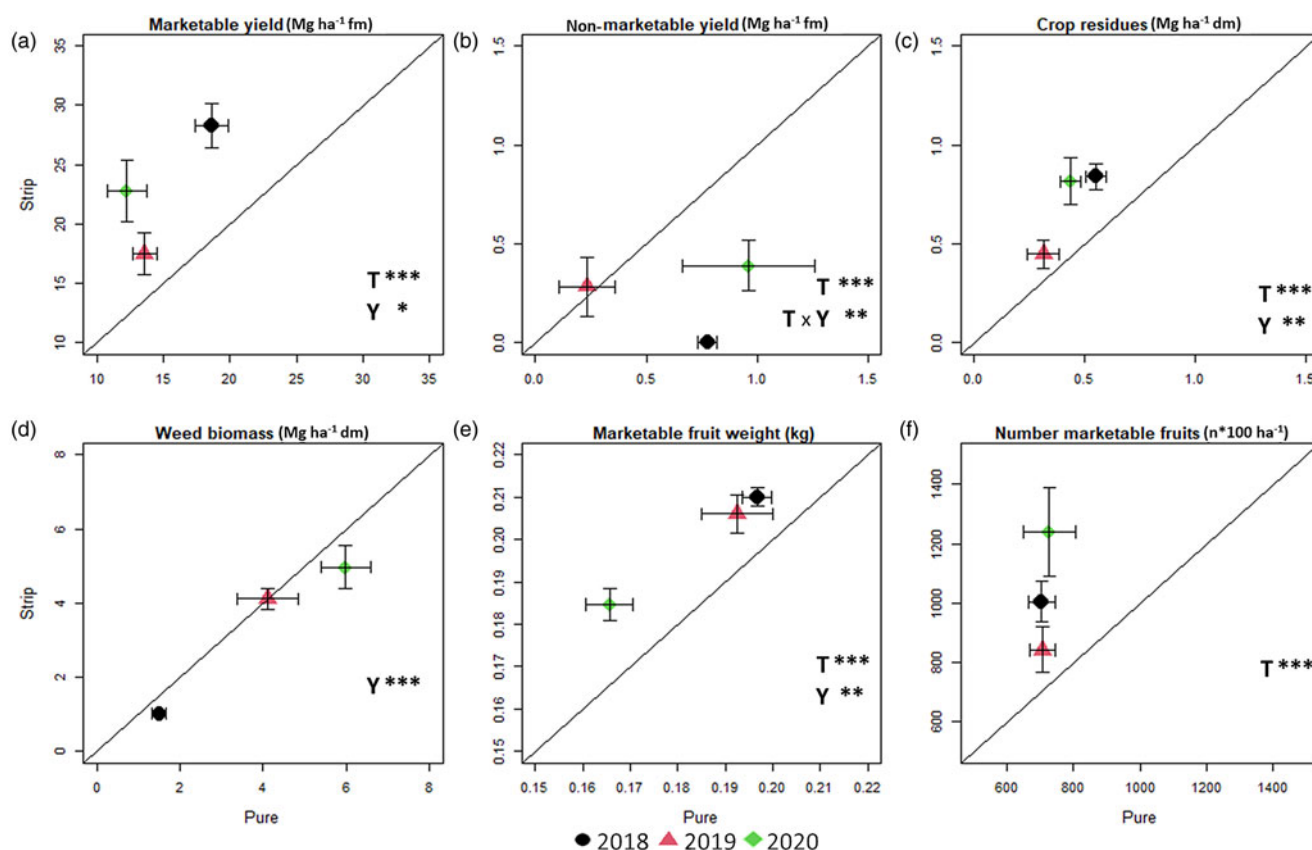 (a) Marketable yield (Mg ha⁻¹ fm)
(b) Non-marketable yield (Mg ha⁻¹ fm)
(c) Crop residues (Mg ha⁻¹ dm)
Strip
35
30
25
20
15
10
T ***
Y *
10 15 20 25 30 35
1.5
1.0
0.5
0.0
T ***
T x Y **
0.0 0.5 1.0 1.5
1.5
1.0
0.5
0.0
T ***
Y **
0.0 0.5 1.0 1.5
(d) Weed biomass (Mg ha⁻¹ dm)
(e) Marketable fruit weight (kg)
(f) Number marketable fruits (n*100 ha⁻¹)
Strip
8
6
4
2
0
Y ***
0 2 4 6 8
Pure
0.22
0.21
0.20
0.19
0.18
0.17
0.16
0.15
T ***
Y **
0.15 0.16 0.17 0.18 0.19 0.20 0.21 0.22
Pure
1400
1200
1000
800
600
T ***
600 800 1000 1200 1400
Pure
2018 2019 2020